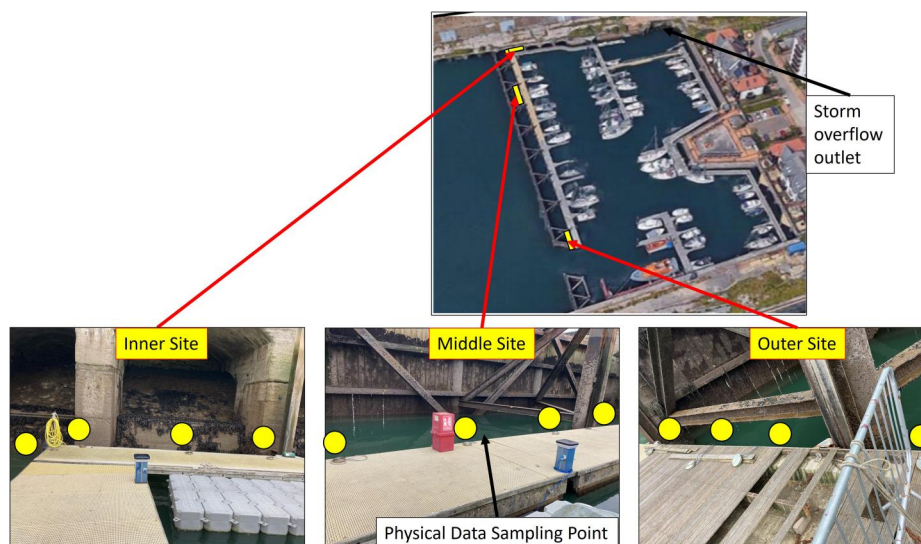 Storm
overflow
outlet
Inner Site
Middle Site
Outer Site
Physical Data Sampling Point